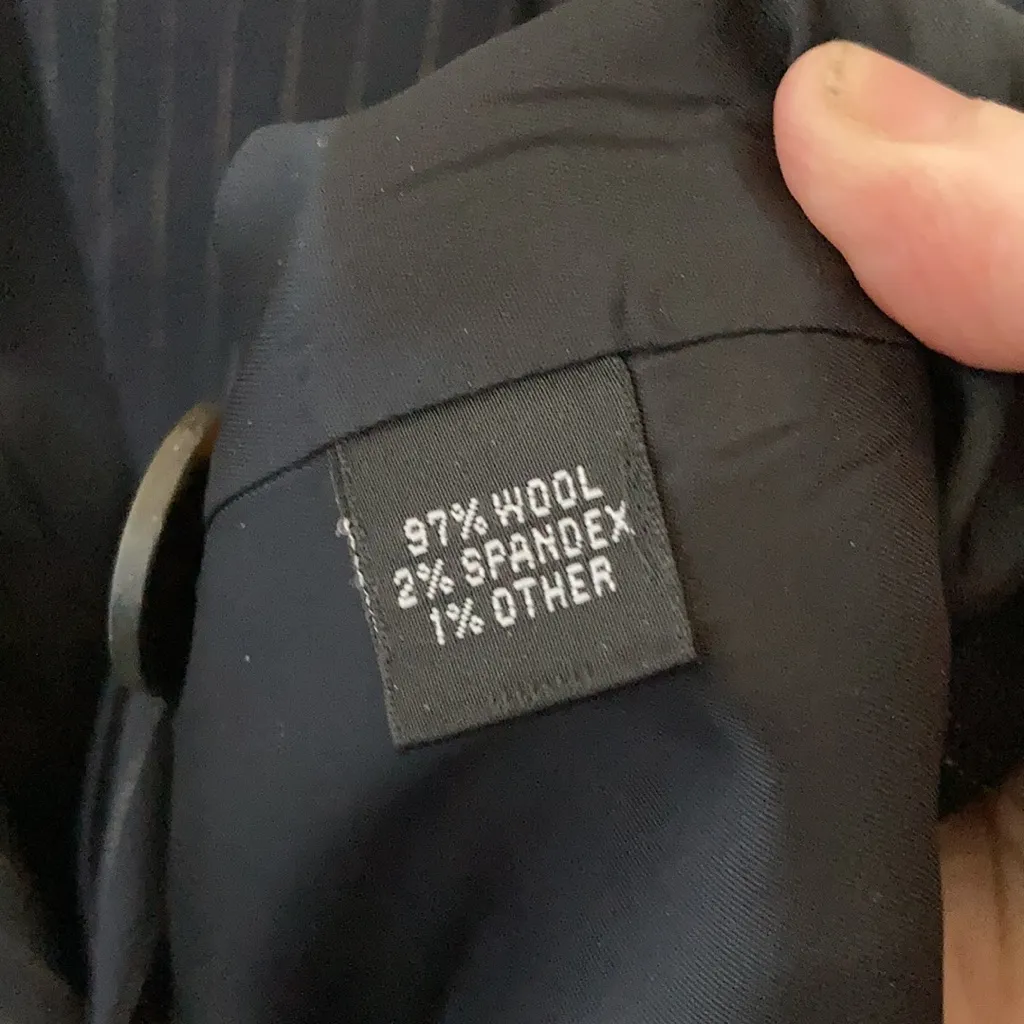 97% WOOL
2% SPANDEX
1% OTHER